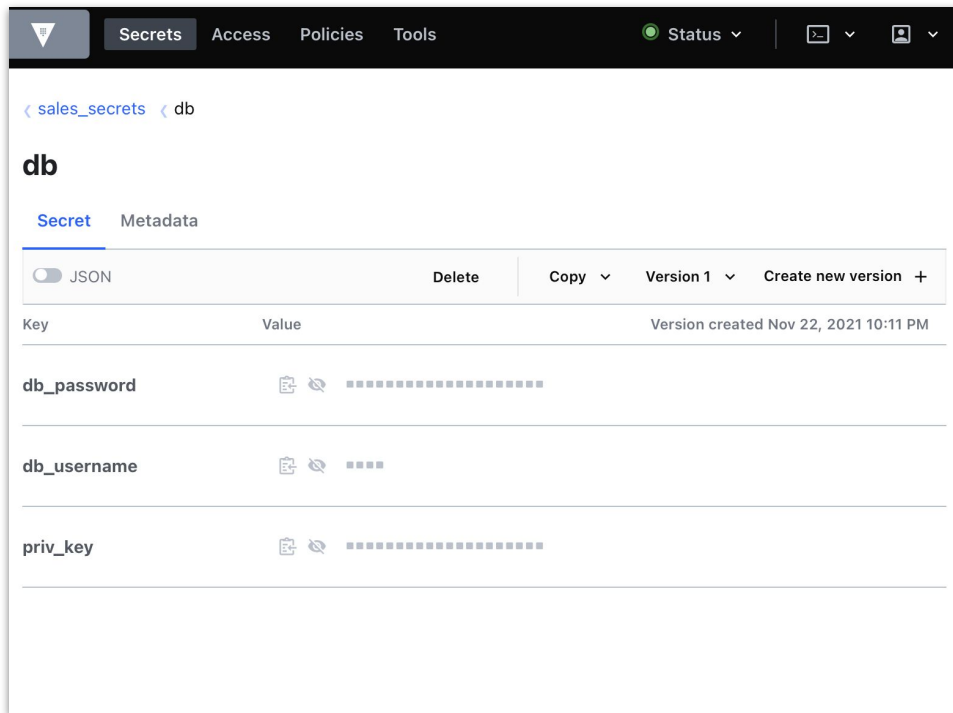 Secrets Access Policies Tools Status
sales_secrets db
db
Secret Metadata
JSON Delete Copy Version 1 Create new version +
Key Value Version created Nov 22, 2021 10:11 PM
db_password
db_username
priv_key